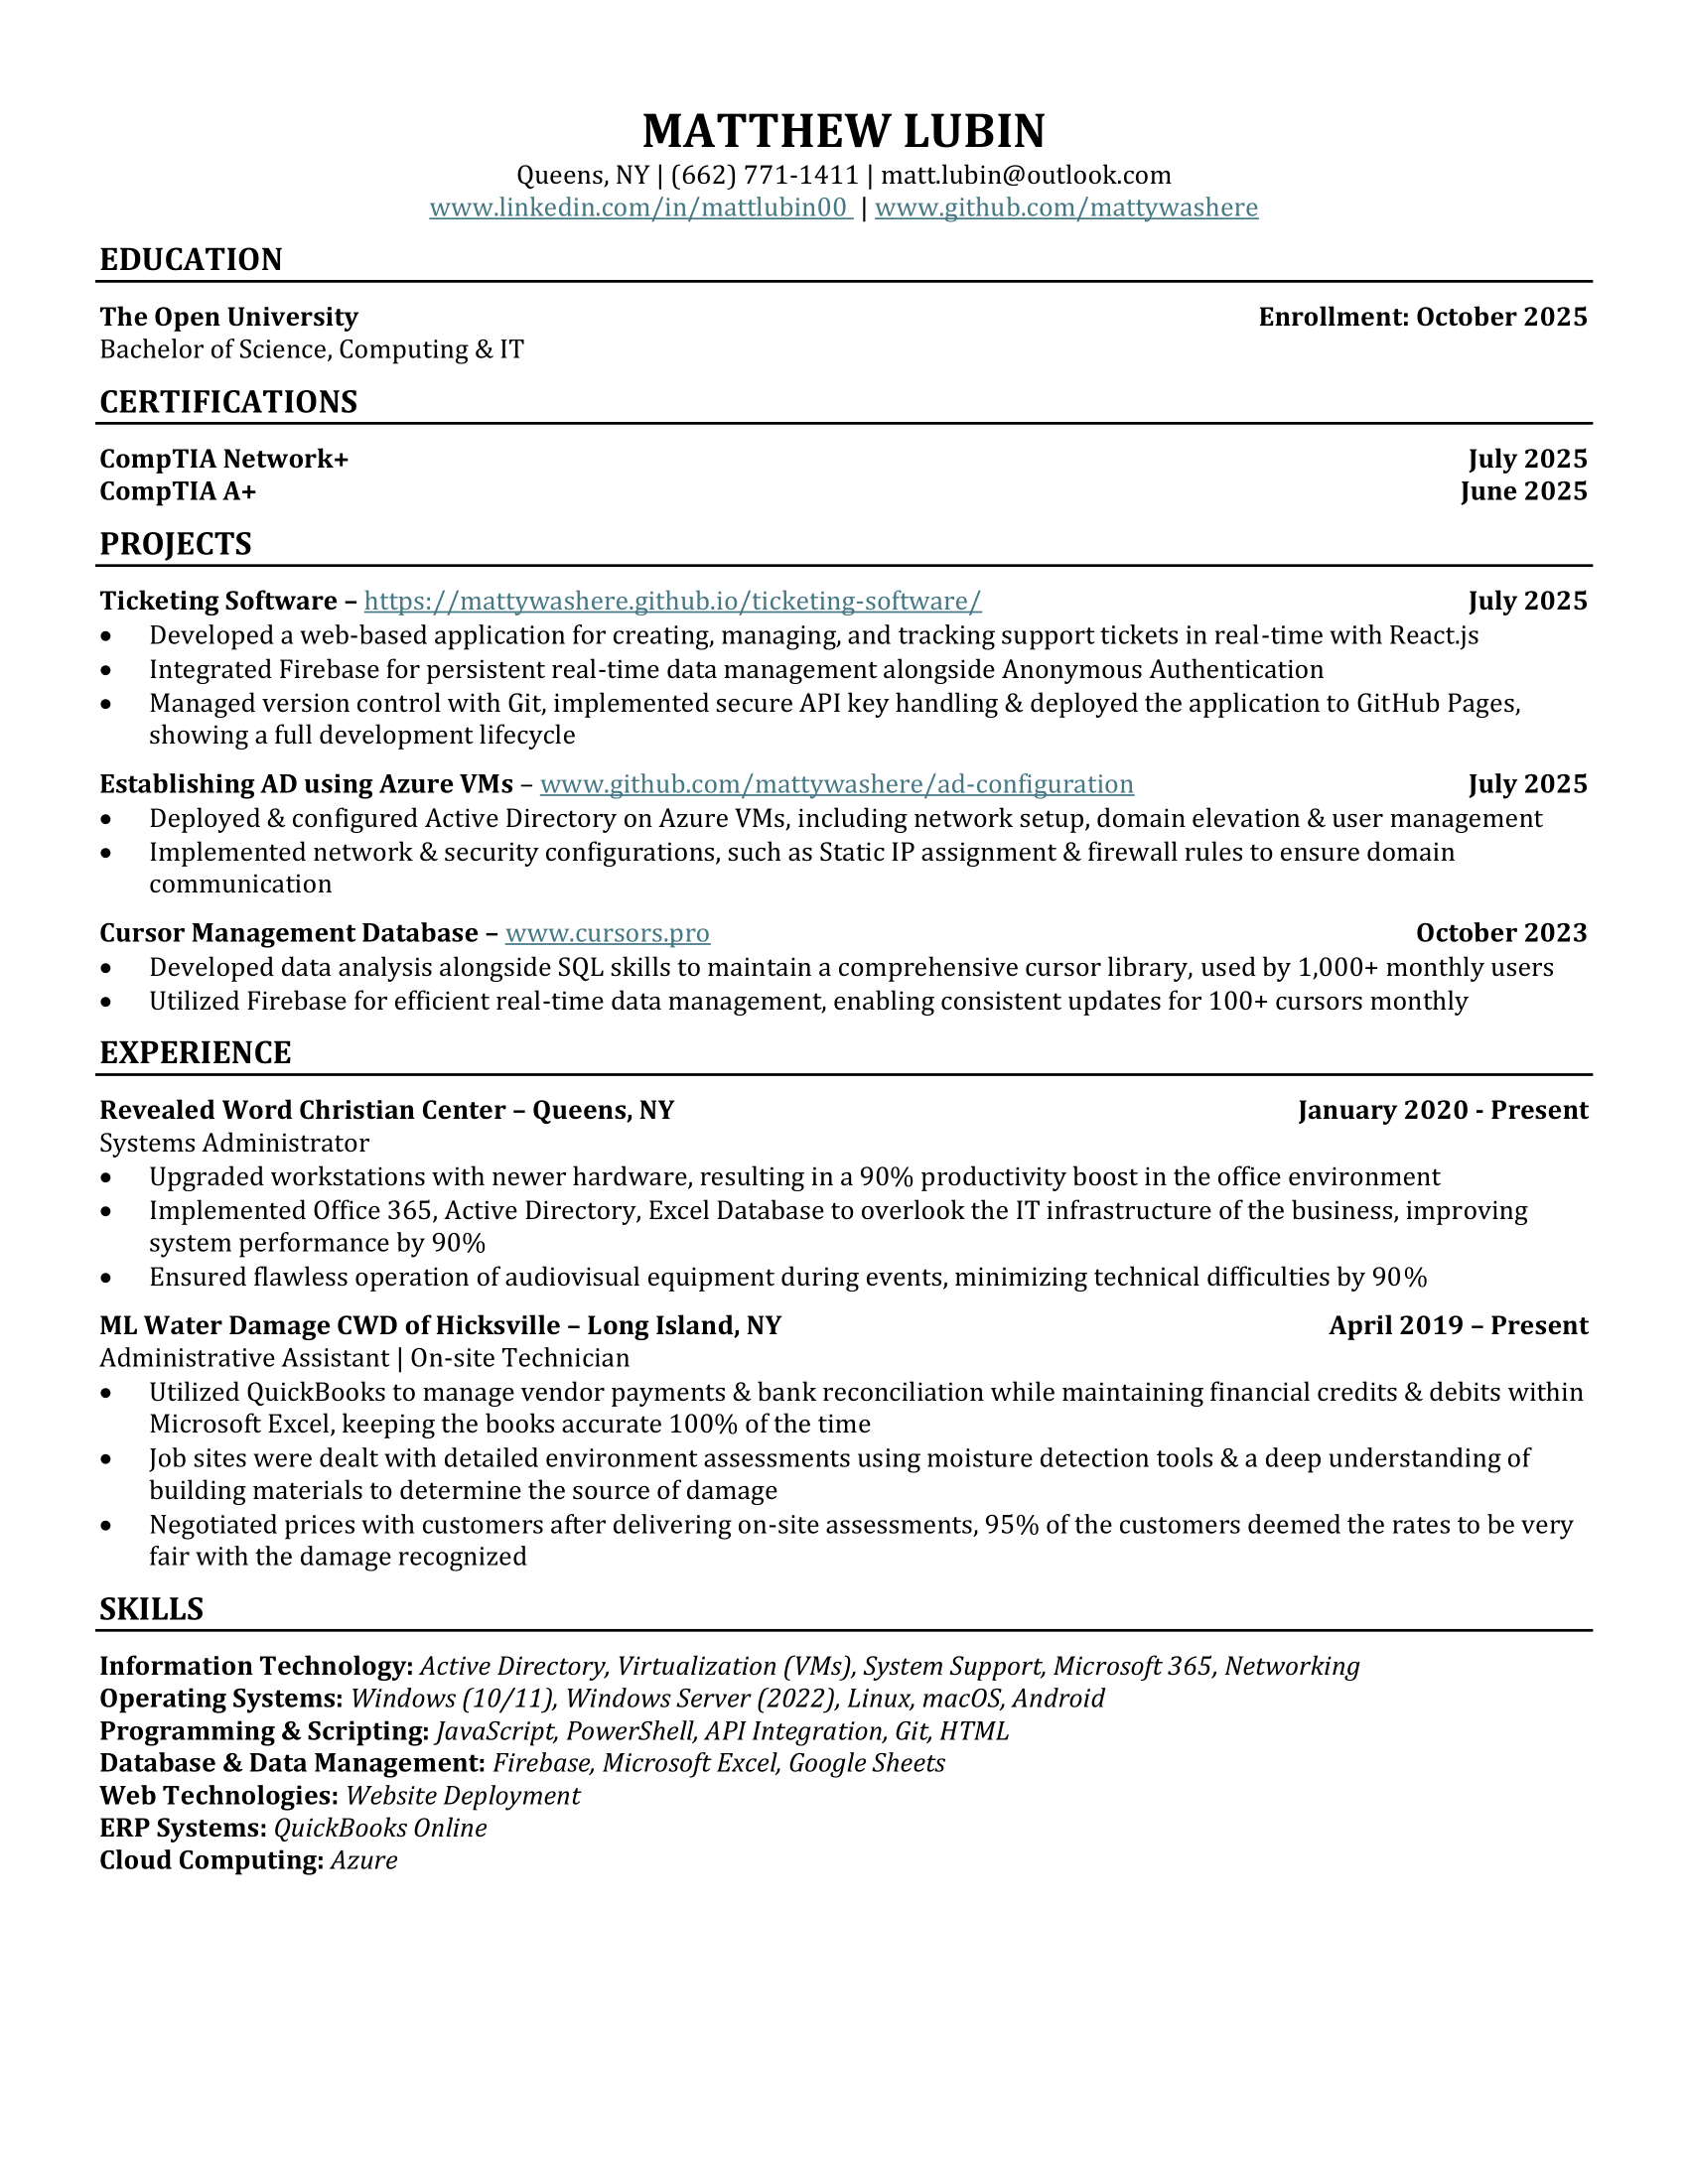 MATTHEW LUBIN
Queens, NY | (662) 771-1411 | matt.lubin@outlook.com
www.linkedin.com/in/mattlubin00 | www.github.com/mattywashere
EDUCATION
The Open University Enrollment: October 2025
Bachelor of Science, Computing & IT
CERTIFICATIONS
CompTIA Network+ July 2025
CompTIA A+ June 2025
PROJECTS
Ticketing Software – https://mattywashere.github.io/ticketing-software/ July 2025
• Developed a web-based application for creating, managing, and tracking support tickets in real-time with React.js
• Integrated Firebase for persistent real-time data management alongside Anonymous Authentication
• Managed version control with Git, implemented secure API key handling & deployed the application to GitHub Pages,
showing a full development lifecycle
Establishing AD using Azure VMs – www.github.com/mattywashere/ad-configuration July 2025
• Deployed & configured Active Directory on Azure VMs, including network setup, domain elevation & user management
• Implemented network & security configurations, such as Static IP assignment & firewall rules to ensure domain
communication
Cursor Management Database – www.cursors.pro October 2023
• Developed data analysis alongside SQL skills to maintain a comprehensive cursor library, used by 1,000+ monthly users
• Utilized Firebase for efficient real-time data management, enabling consistent updates for 100+ cursors monthly
EXPERIENCE
Revealed Word Christian Center – Queens, NY January 2020 - Present
Systems Administrator
• Upgraded workstations with newer hardware, resulting in a 90% productivity boost in the office environment
• Implemented Office 365, Active Directory, Excel Database to overlook the IT infrastructure of the business, improving
system performance by 90%
• Ensured flawless operation of audiovisual equipment during events, minimizing technical difficulties by 90%
ML Water Damage CWD of Hicksville – Long Island, NY April 2019 – Present
Administrative Assistant | On-site Technician
• Utilized QuickBooks to manage vendor payments & bank reconciliation while maintaining financial credits & debits within
Microsoft Excel, keeping the books accurate 100% of the time
• Job sites were dealt with detailed environment assessments using moisture detection tools & a deep understanding of
building materials to determine the source of damage
• Negotiated prices with customers after delivering on-site assessments, 95% of the customers deemed the rates to be very
fair with the damage recognized
SKILLS
Information Technology: Active Directory, Virtualization (VMs), System Support, Microsoft 365, Networking
Operating Systems: Windows (10/11), Windows Server (2022), Linux, macOS, Android
Programming & Scripting: JavaScript, PowerShell, API Integration, Git, HTML
Database & Data Management: Firebase, Microsoft Excel, Google Sheets
Web Technologies: Website Deployment
ERP Systems: QuickBooks Online
Cloud Computing: Azure